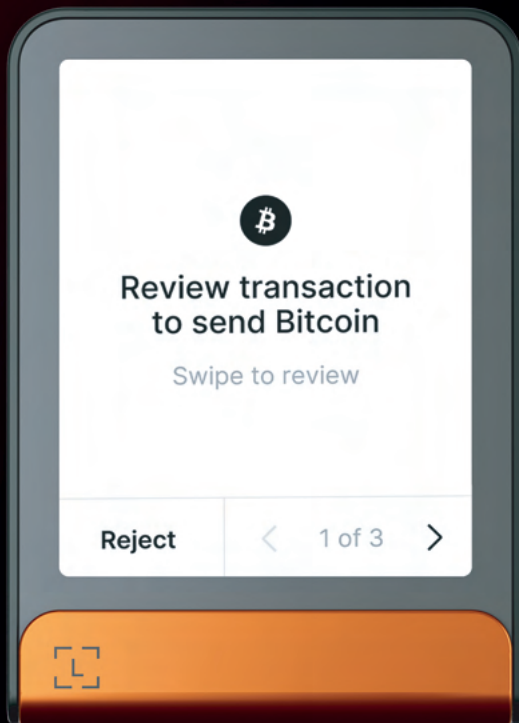 Review transaction
to send Bitcoin
Swipe to review
Reject
1 of 3